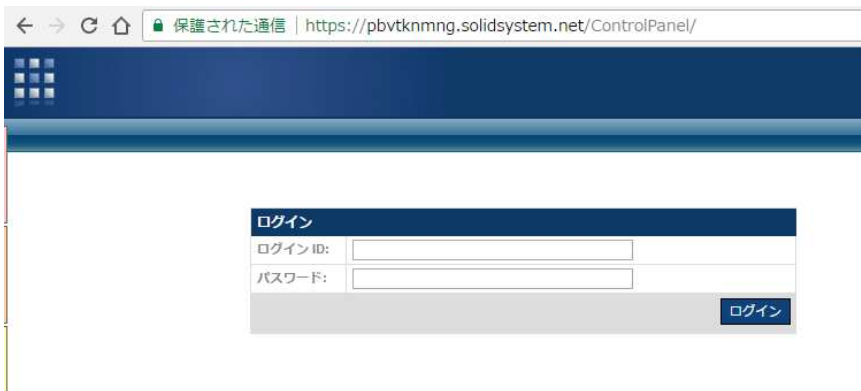 保護された通信 | https://pbvtknmng.solidsystem.net/ControlPanel/
ログイン
ログイン ID:
パスワード:
ログイン